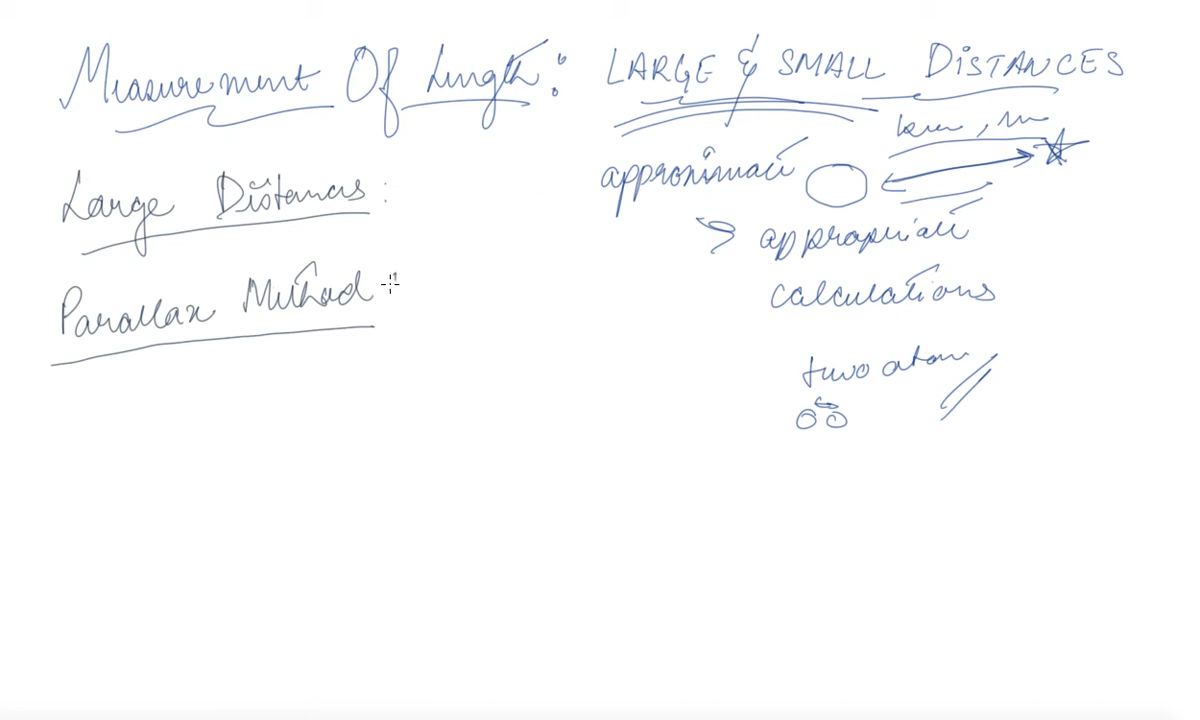 Measurement Of Length :
LARGE & SMALL DISTANCES
km, m
approximate
appropriate
calculations
two atom
Large Distances :
Parallax Method